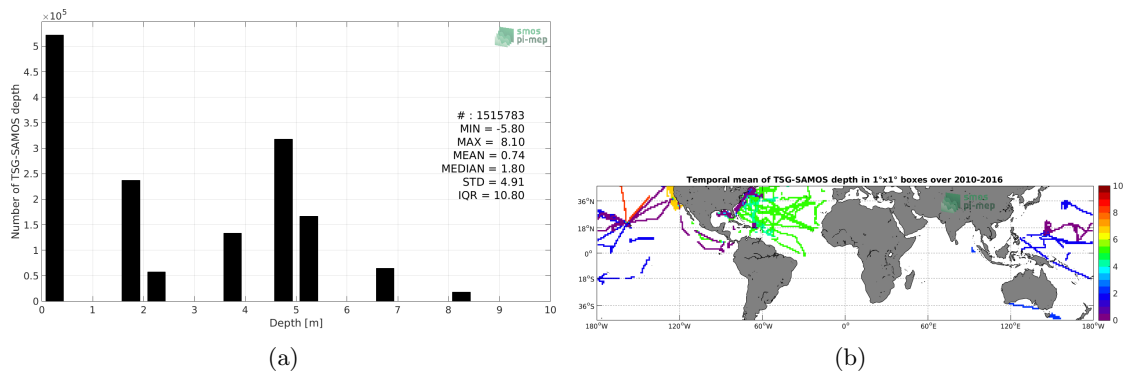 ×10⁵
5
4.5
4
3.5
3
2.5
2
1.5
1
0.5
0
Number of TSG-SAMOS depth
smos
pi-mep
# : 1515783
MIN = -5.80
MAX = 8.10
MEAN = 0.74
MEDIAN = 1.80
STD = 4.91
IQR = 10.80
0 1 2 3 4 5 6 7 8 9 10
Depth [m]
(a)
Temporal mean of TSG-SAMOS depth in 1°x1° boxes over 2010-2016
smos
pi-mep
36°N
18°N
0°
18°S
36°S
180°W 120°W 60°W 0° 60°E 120°E 180°W
10
8
6
4
2
0
(b)